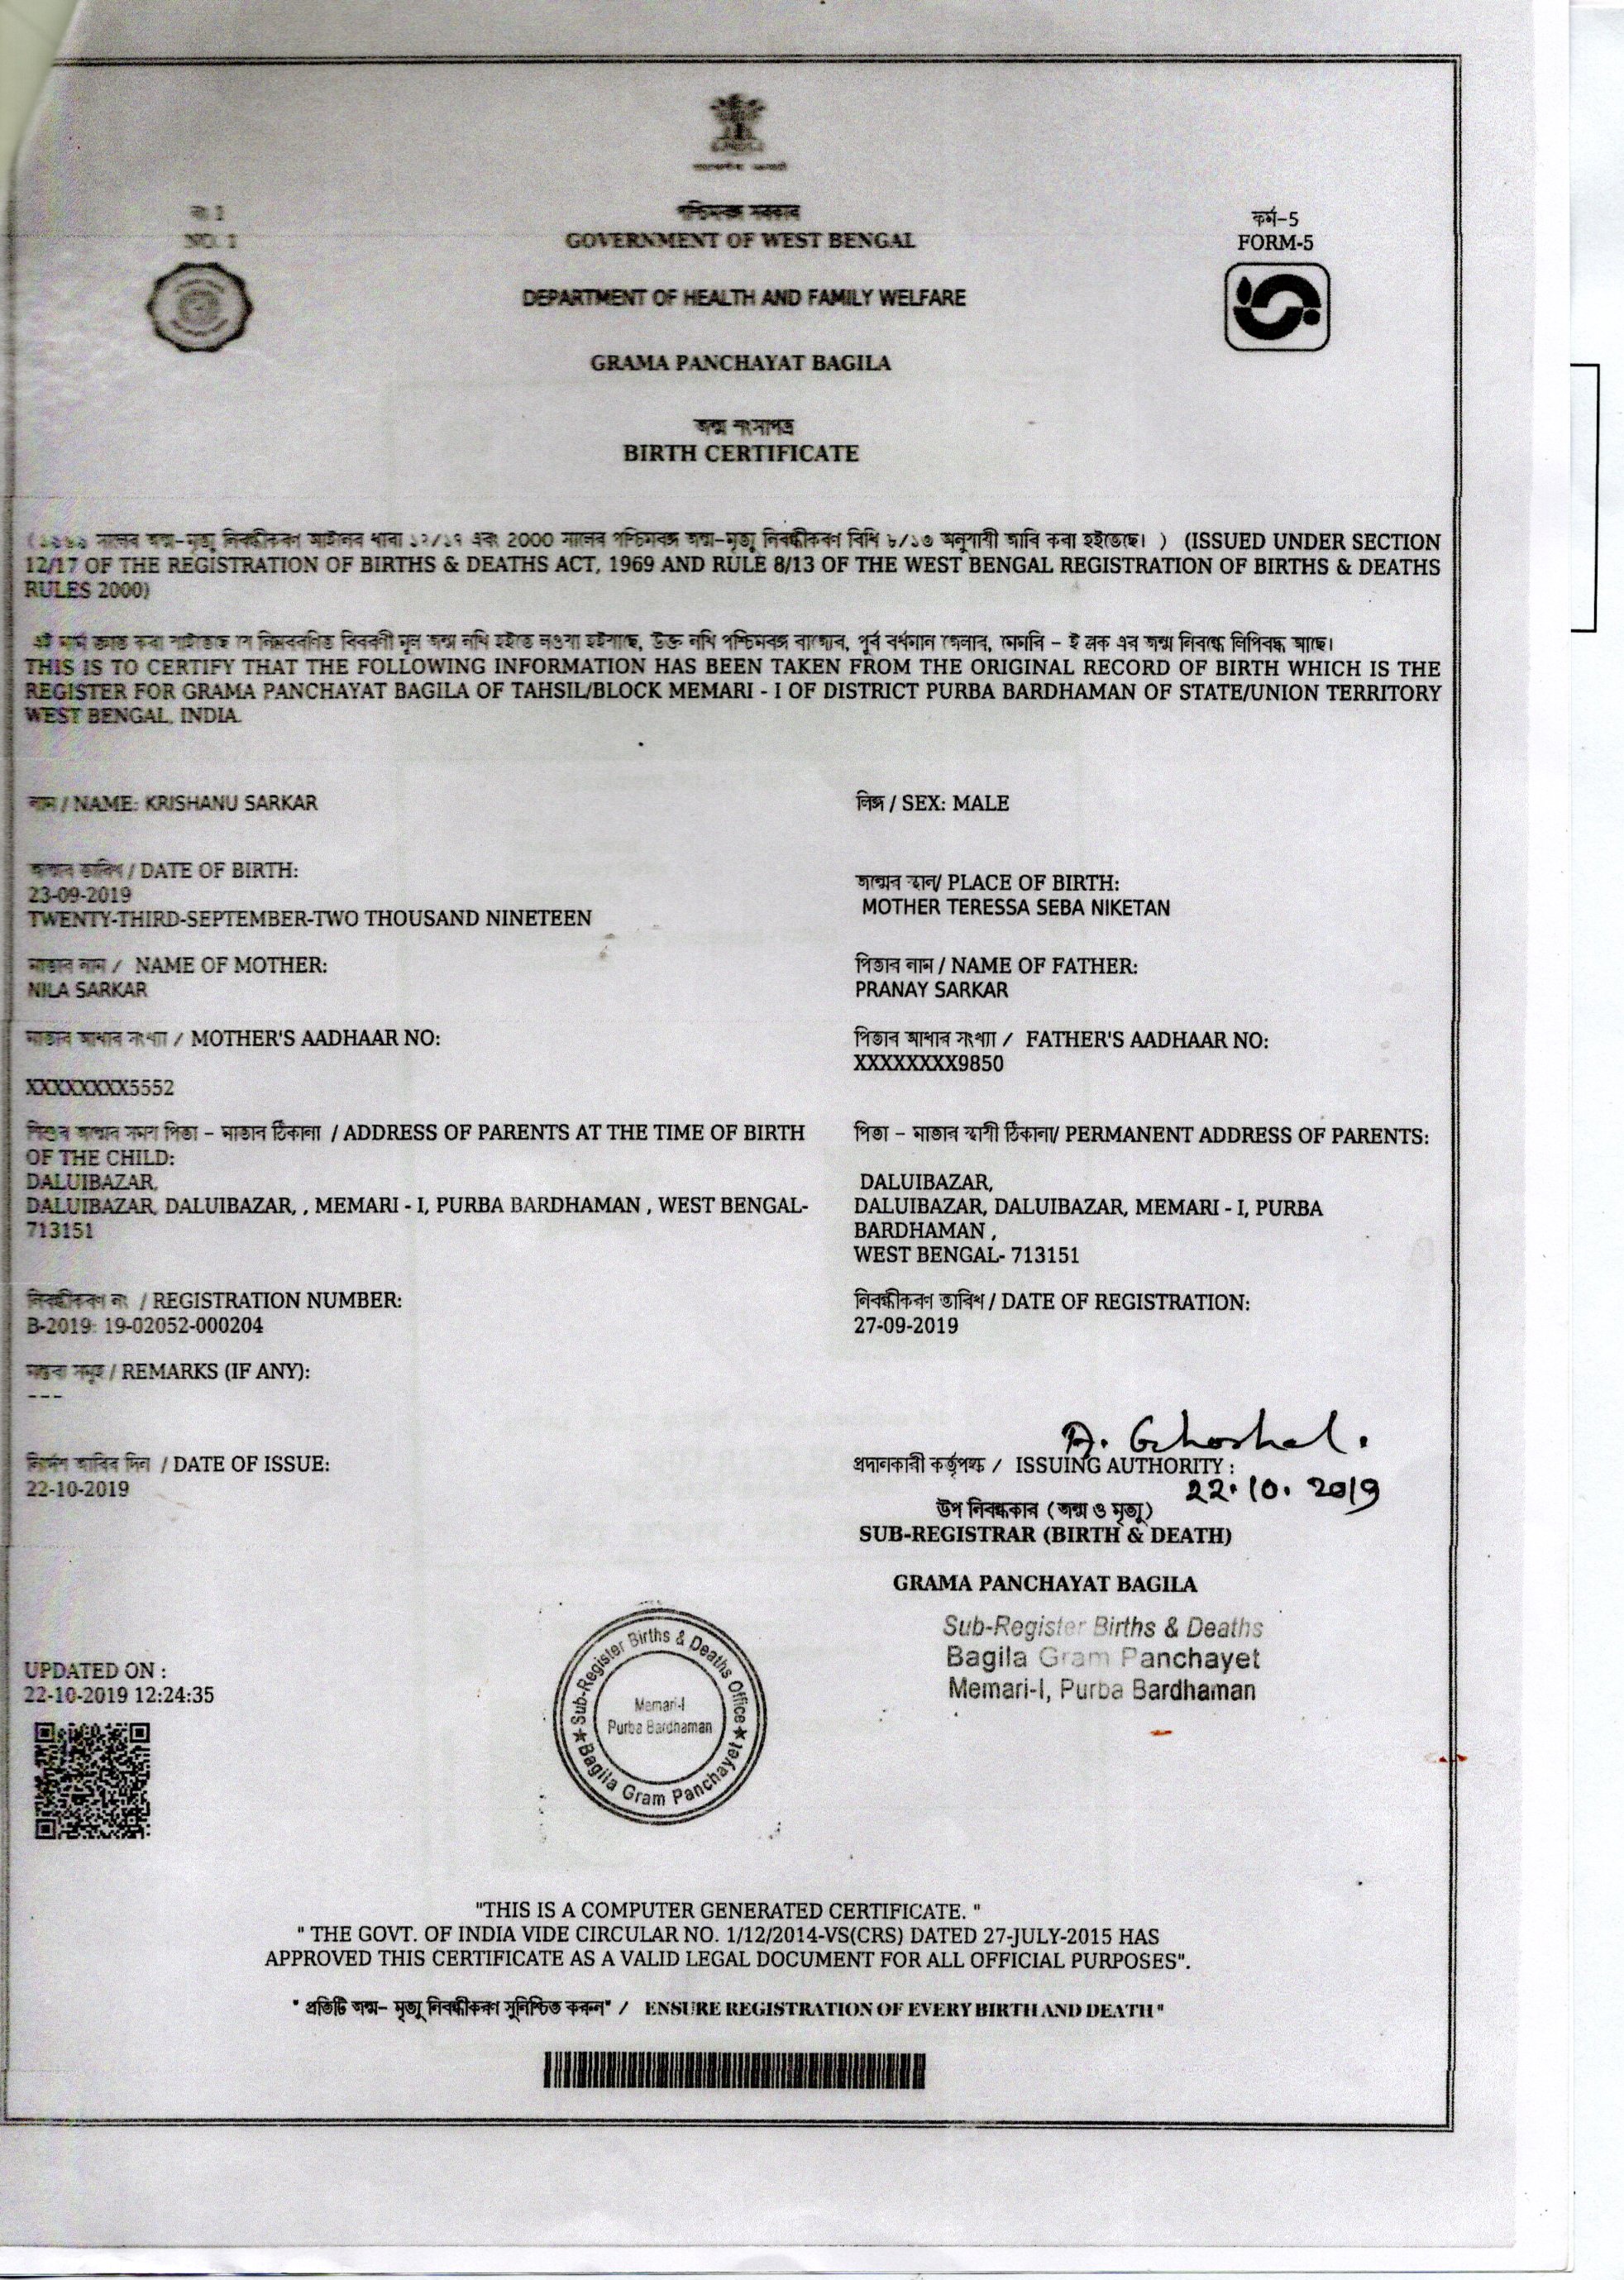 নং 1
NO. 1
পশ্চিমবঙ্গ সরকার
GOVERNMENT OF WEST BENGAL
ফর্ম-5
FORM-5
DEPARTMENT OF HEALTH AND FAMILY WELFARE
GRAMA PANCHAYAT BAGILA
জন্ম শংসাপত্র
BIRTH CERTIFICATE
(১৯৬৯ সালের জন্ম-মৃত্যু নিবন্ধীকরণ আইনের ধারা ১২/১৭ এবং 2000 সালের পশ্চিমবঙ্গ জন্ম-মৃত্যু নিবন্ধীকরণ বিধি ৮/১৩ অনুযায়ী জারি করা হইতেছে। ) (ISSUED UNDER SECTION
12/17 OF THE REGISTRATION OF BIRTHS & DEATHS ACT, 1969 AND RULE 8/13 OF THE WEST BENGAL REGISTRATION OF BIRTHS & DEATHS
RULES 2000)
এই মর্মে জ্ঞাত করা যাইতেছে যে নিম্নবর্ণিত বিবরণী মূল জন্ম নথি হইতে লওয়া হইয়াছে, উক্ত নথি পশ্চিমবঙ্গ রাজ্যের, পূর্ব বর্ধমান জেলার, মেমারি - ই ব্লক এর জন্ম নিবন্ধে লিপিবদ্ধ আছে।
THIS IS TO CERTIFY THAT THE FOLLOWING INFORMATION HAS BEEN TAKEN FROM THE ORIGINAL RECORD OF BIRTH WHICH IS THE
REGISTER FOR GRAMA PANCHAYAT BAGILA OF TAHSIL/BLOCK MEMARI - I OF DISTRICT PURBA BARDHAMAN OF STATE/UNION TERRITORY
WEST BENGAL, INDIA.
নাম / NAME: KRISHANU SARKAR
লিঙ্গ / SEX: MALE
জন্মের তারিখ / DATE OF BIRTH:
23-09-2019
TWENTY-THIRD-SEPTEMBER-TWO THOUSAND NINETEEN
জন্মের স্থান/ PLACE OF BIRTH:
MOTHER TERESSA SEBA NIKETAN
মাতার নাম / NAME OF MOTHER:
NILA SARKAR
পিতার নাম / NAME OF FATHER:
PRANAY SARKAR
মাতার আধার সংখ্যা / MOTHER'S AADHAAR NO:
XXXXXXXX5552
পিতার আধার সংখ্যা / FATHER'S AADHAAR NO:
XXXXXXXX9850
শিশুর জন্মের সময় পিতা - মাতার ঠিকানা / ADDRESS OF PARENTS AT THE TIME OF BIRTH
OF THE CHILD:
DALUIBAZAR,
DALUIBAZAR, DALUIBAZAR, , MEMARI - I, PURBA BARDHAMAN , WEST BENGAL-
713151
পিতা - মাতার স্থায়ী ঠিকানা/ PERMANENT ADDRESS OF PARENTS:
DALUIBAZAR,
DALUIBAZAR, DALUIBAZAR, MEMARI - I, PURBA
BARDHAMAN ,
WEST BENGAL- 713151
নিবন্ধীকরণ নং / REGISTRATION NUMBER:
B-2019: 19-02052-000204
নিবন্ধীকরণ তারিখ / DATE OF REGISTRATION:
27-09-2019
মন্তব্য সমূহ / REMARKS (IF ANY):
---
নির্দেশ জারির দিন / DATE OF ISSUE:
22-10-2019
A. Ghoshal.
প্রদানকারী কর্তৃপক্ষ / ISSUING AUTHORITY :
22.10.2019
উপ নিবন্ধকার (জন্ম ও মৃত্যু)
SUB-REGISTRAR (BIRTH & DEATH)
GRAMA PANCHAYAT BAGILA
Sub-Register Births & Deaths
Bagila Gram Panchayet
Memari-I, Purba Bardhaman
UPDATED ON :
22-10-2019 12:24:35
★ Sub-Register Births & Deaths Office ★
Memari-I
Purba Bardhaman
Bagila Gram Panchayet
"THIS IS A COMPUTER GENERATED CERTIFICATE. "
" THE GOVT. OF INDIA VIDE CIRCULAR NO. 1/12/2014-VS(CRS) DATED 27-JULY-2015 HAS
APPROVED THIS CERTIFICATE AS A VALID LEGAL DOCUMENT FOR ALL OFFICIAL PURPOSES".
" প্রতিটি জন্ম- মৃত্যু নিবন্ধীকরণ সুনিশ্চিত করুন" / ENSURE REGISTRATION OF EVERY BIRTH AND DEATH "